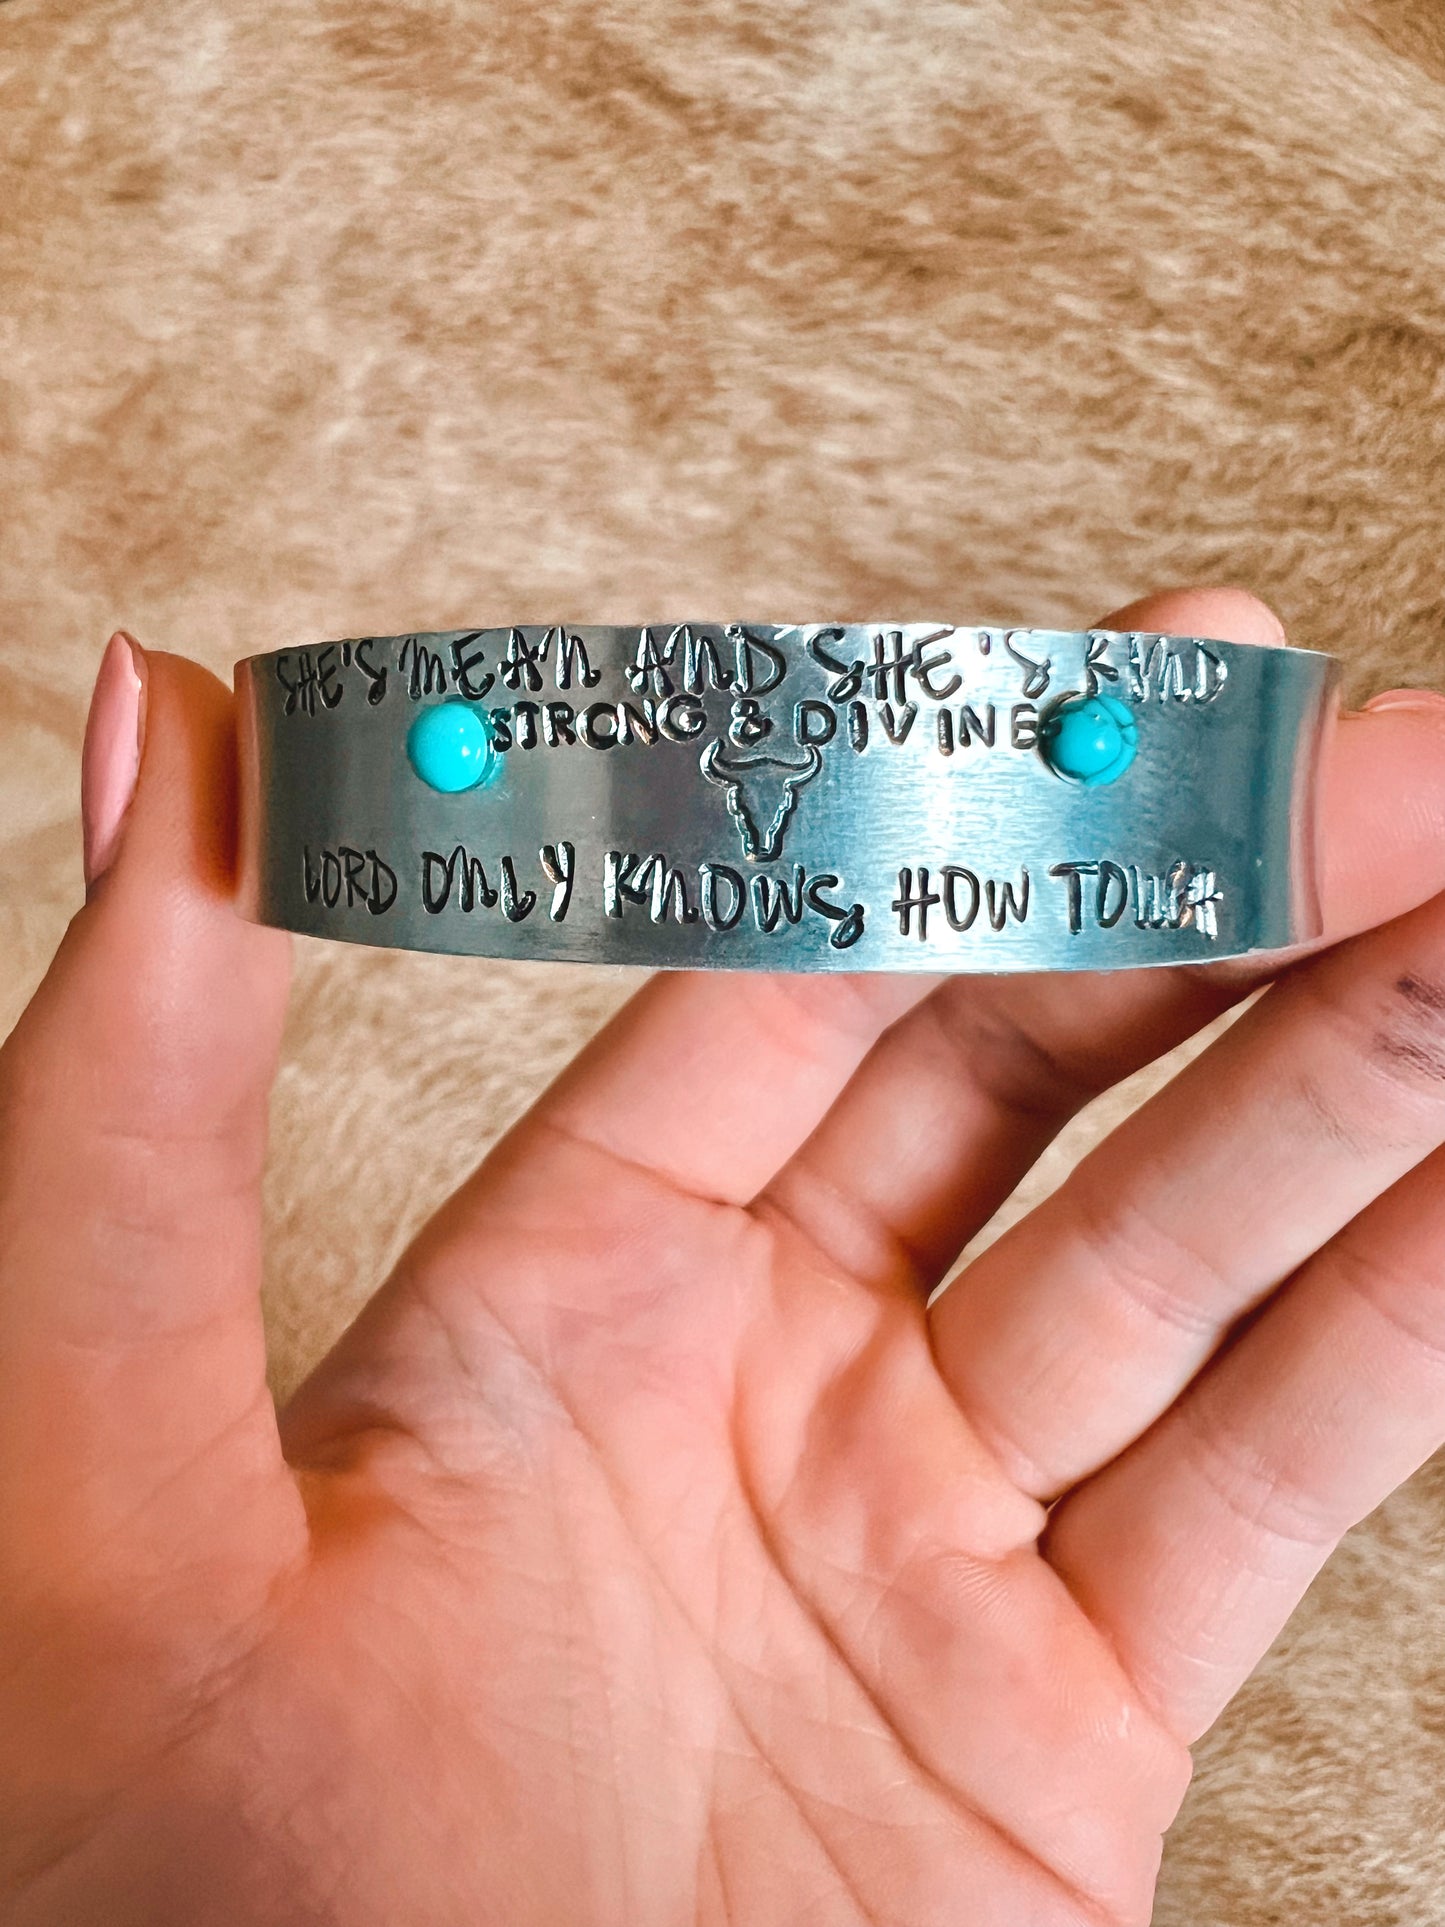 SHE'S MEAN AND SHE'S KIND
STRONG & DIVINE
LORD ONLY KNOWS HOW TOUGH